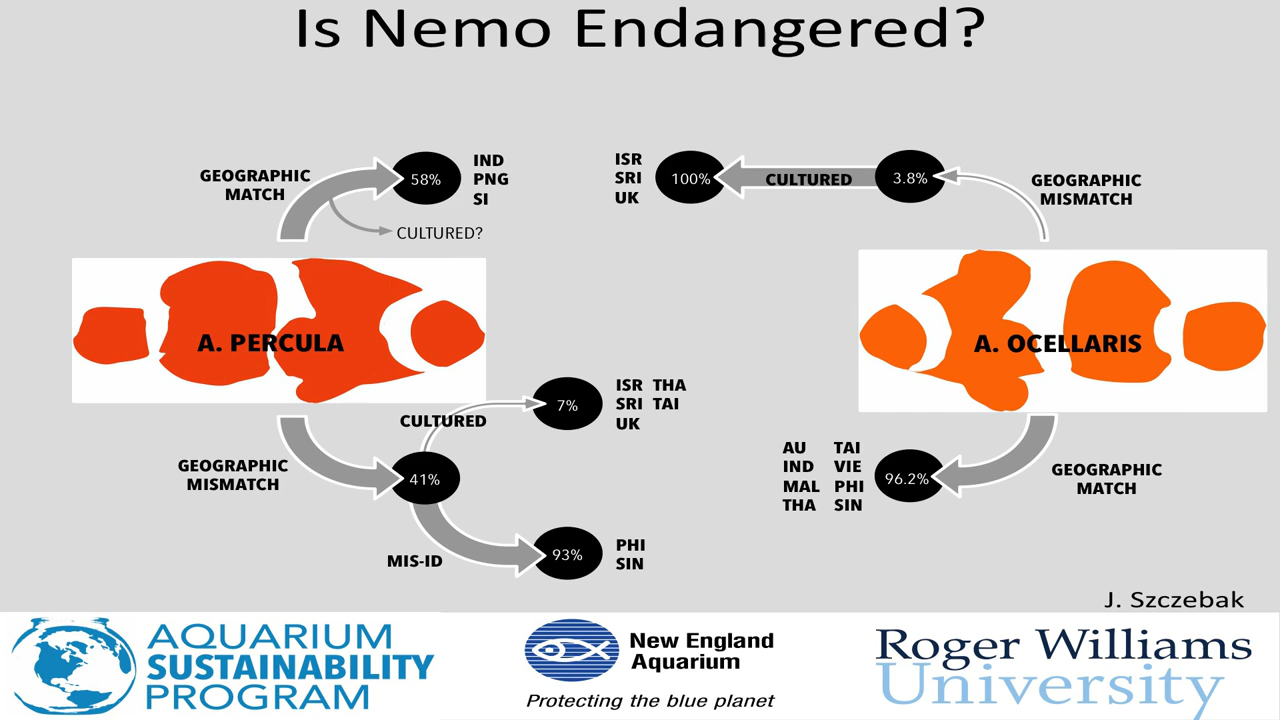 Is Nemo Endangered?
GEOGRAPHIC
MATCH
58%
IND
PNG
SI
CULTURED?
A. PERCULA
GEOGRAPHIC
MISMATCH
41%
CULTURED
7%
ISR THA
SRI TAI
UK
MIS-ID
93%
PHI
SIN
ISR
SRI
UK
100%
CULTURED
3.8%
GEOGRAPHIC
MISMATCH
A. OCELLARIS
AU TAI
IND VIE
MAL PHI
THA SIN
96.2%
GEOGRAPHIC
MATCH
J. Szczebak
AQUARIUM
SUSTAINABILITY
PROGRAM
New England
Aquarium
Protecting the blue planet
Roger Williams
University